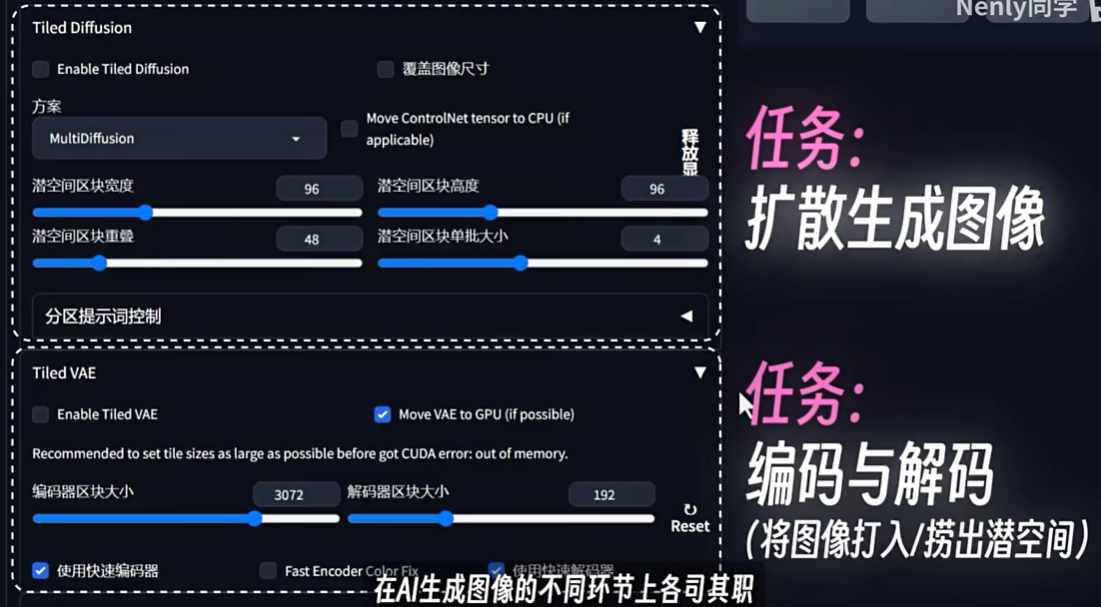 Nenly同学
Tiled Diffusion
Enable Tiled Diffusion
覆盖图像尺寸
方案
MultiDiffusion
Move ControlNet tensor to CPU (if
applicable)
释放显
潜空间区块宽度
96
潜空间区块高度
96
潜空间区块重叠
48
潜空间区块单批大小
4
分区提示词控制
任务:
扩散生成图像
Tiled VAE
Enable Tiled VAE
Move VAE to GPU (if possible)
Recommended to set tile sizes as large as possible before got CUDA error: out of memory.
编码器区块大小
3072
解码器区块大小
192
Reset
使用快速编码器
Fast Encoder Color Fix
使用快速解码器
任务:
编码与解码
(将图像打入/捞出潜空间)
在AI生成图像的不同环节上各司其职